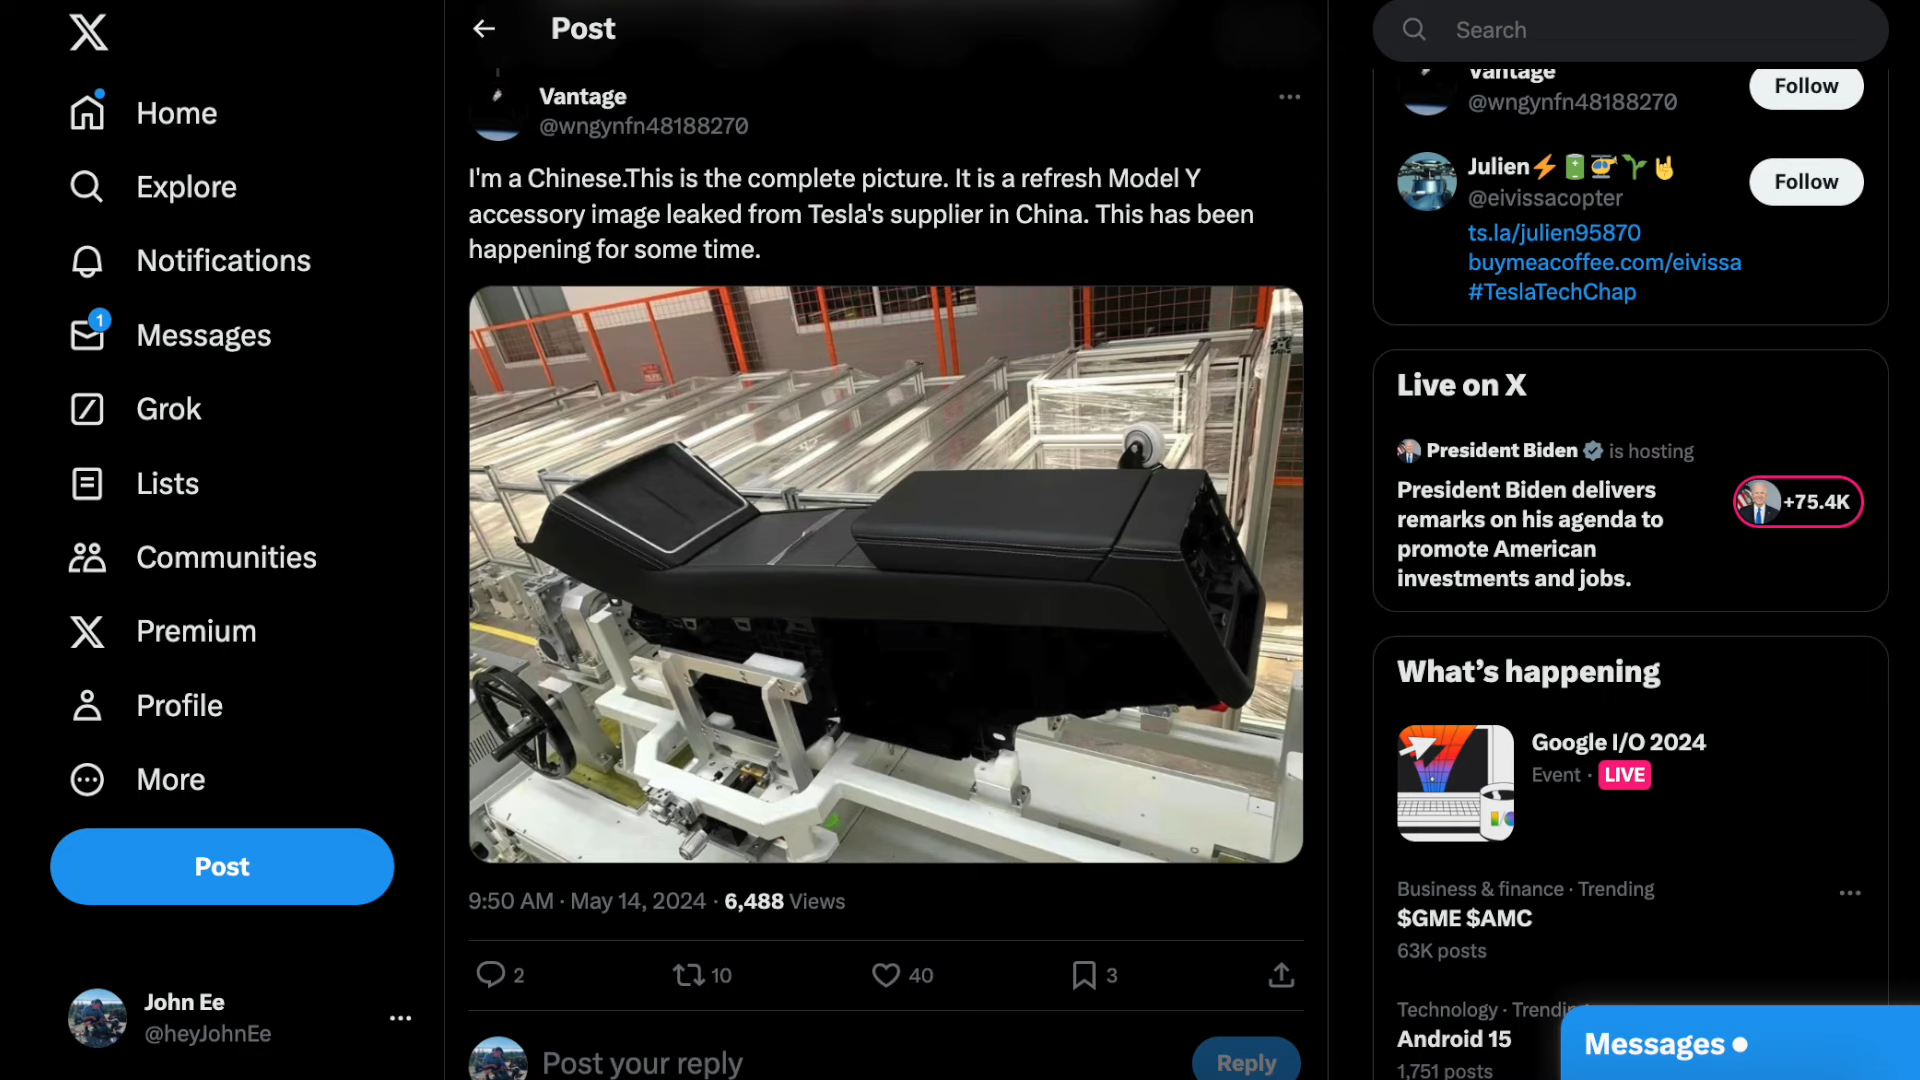 Home
Explore
Notifications
1
Messages
Grok
Lists
Communities
Premium
Profile
More
Post
John Ee
@heyJohnEe
Post
Vantage
@wngynfn48188270
I'm a Chinese.This is the complete picture. It is a refresh Model Y
accessory image leaked from Tesla's supplier in China. This has been
happening for some time.
9:50 AM · May 14, 2024 · 6,488 Views
2
10
40
3
Post your reply
Reply
Search
Vantage
@wngynfn48188270
Follow
Julien
@eivissacopter
Follow
ts.la/julien95870
buymeacoffee.com/eivissa
#TeslaTechChap
Live on X
President Biden is hosting
President Biden delivers
remarks on his agenda to
promote American
investments and jobs.
+75.4K
What's happening
Google I/O 2024
Event · LIVE
Business & finance · Trending
$GME $AMC
63K posts
Technology · Trending
Android 15
1,751 posts
Messages